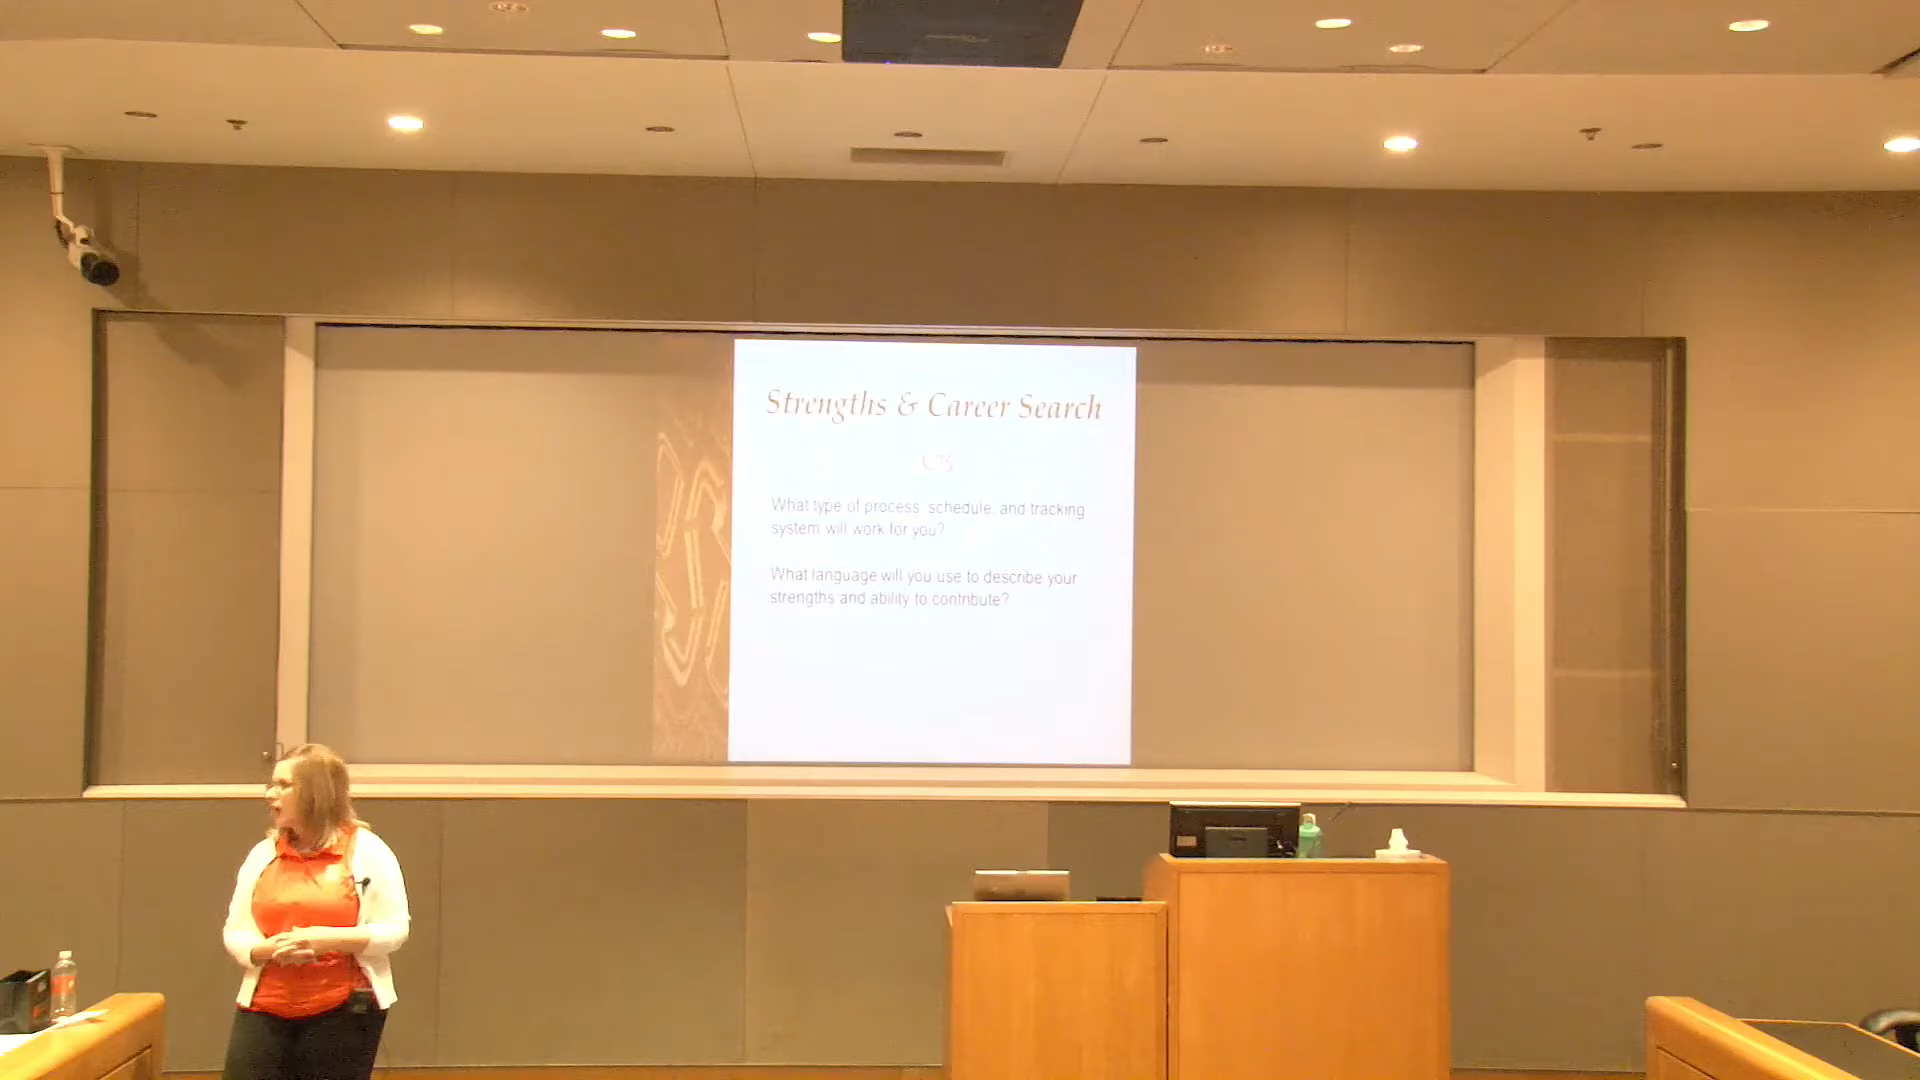 Strengths & Career Search
What type of process, schedule, and tracking
system will work for you?
What language will you use to describe your
strengths and ability to contribute?